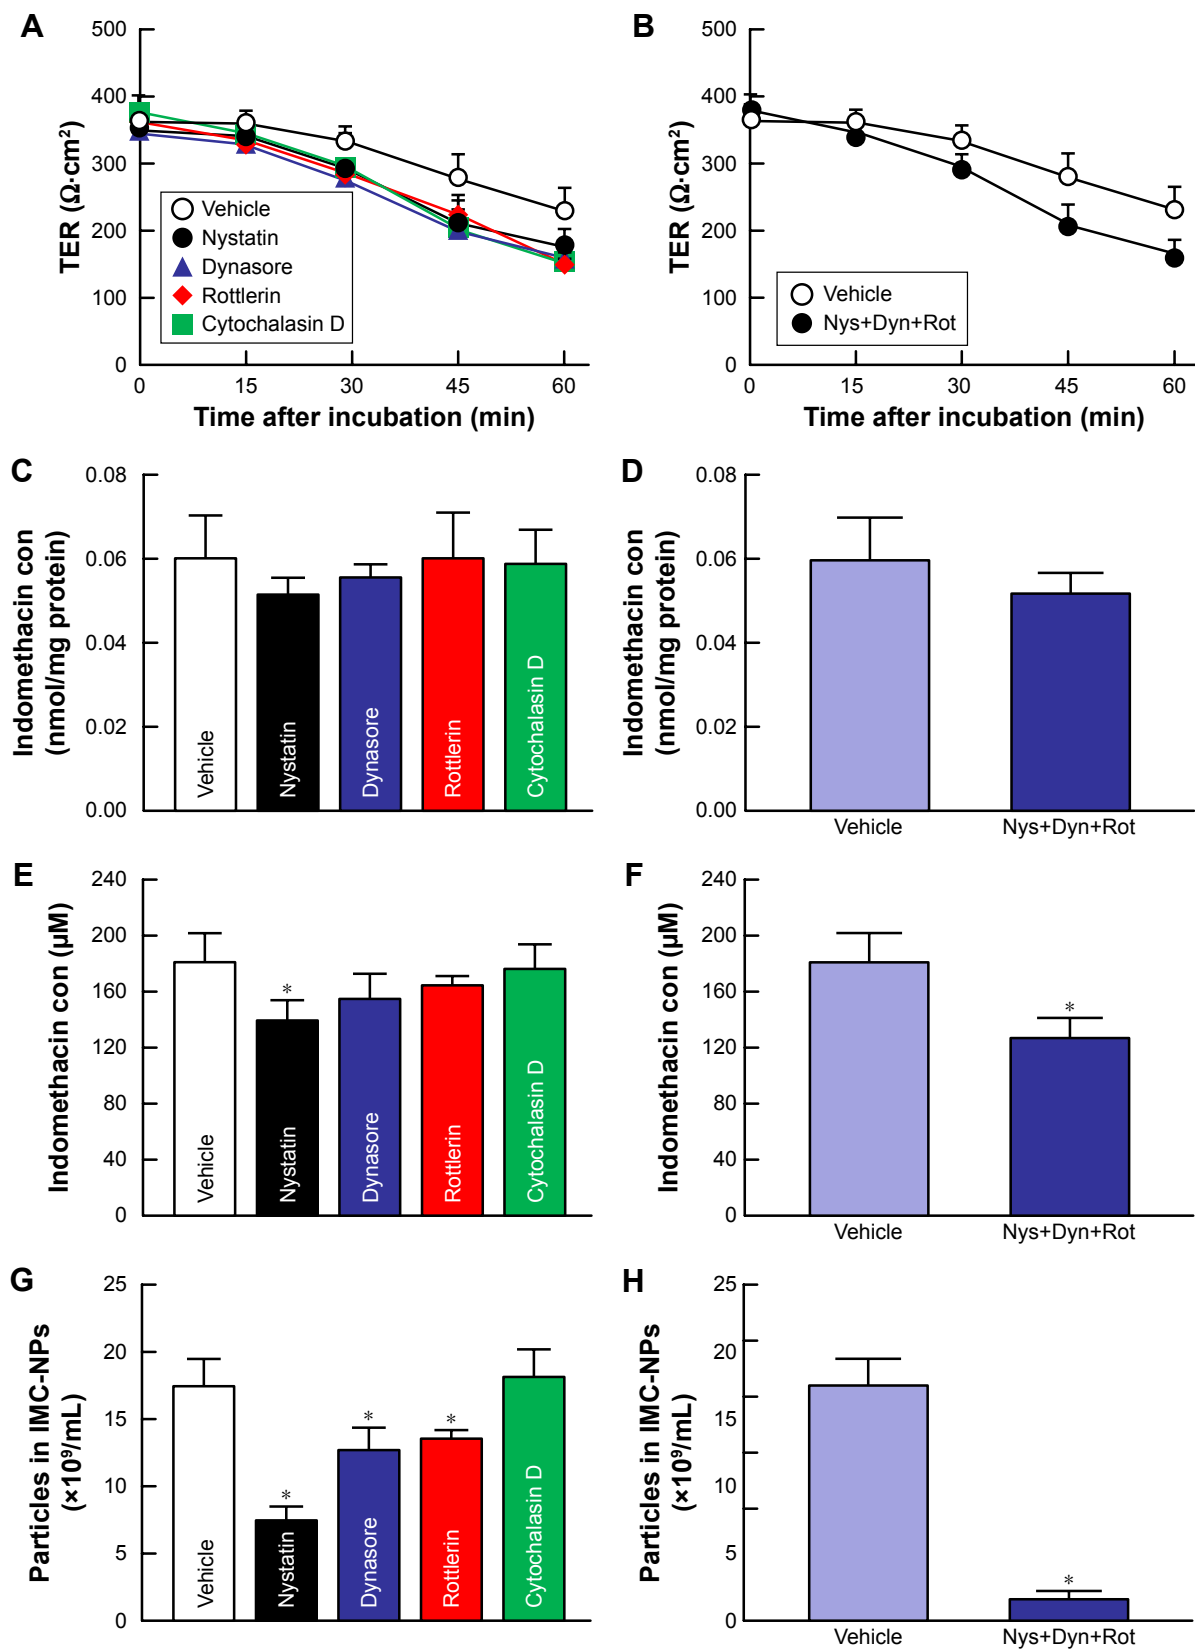 A
500
400
300
200
100
0
TER (Ω·cm²)
Vehicle
Nystatin
Dynasore
Rottlerin
Cytochalasin D
0 15 30 45 60
Time after incubation (min)
B
500
400
300
200
100
0
TER (Ω·cm²)
Vehicle
Nys+Dyn+Rot
0 15 30 45 60
Time after incubation (min)
C
0.08
0.06
0.04
0.02
0.00
Indomethacin con
(nmol/mg protein)
Vehicle
Nystatin
Dynasore
Rottlerin
Cytochalasin D
D
0.08
0.06
0.04
0.02
0.00
Indomethacin con
(nmol/mg protein)
Vehicle Nys+Dyn+Rot
E
240
200
160
120
80
40
0
Indomethacin con (µM)
Vehicle
*
Nystatin
Dynasore
Rottlerin
Cytochalasin D
F
240
200
160
120
80
40
0
Indomethacin con (µM)
*
Vehicle Nys+Dyn+Rot
G
25
20
15
10
5
0
Particles in IMC-NPs
(×10⁹/mL)
Vehicle
*
Nystatin
*
Dynasore
*
Rottlerin
Cytochalasin D
H
25
20
15
10
5
0
Particles in IMC-NPs
(×10⁹/mL)
*
Vehicle Nys+Dyn+Rot